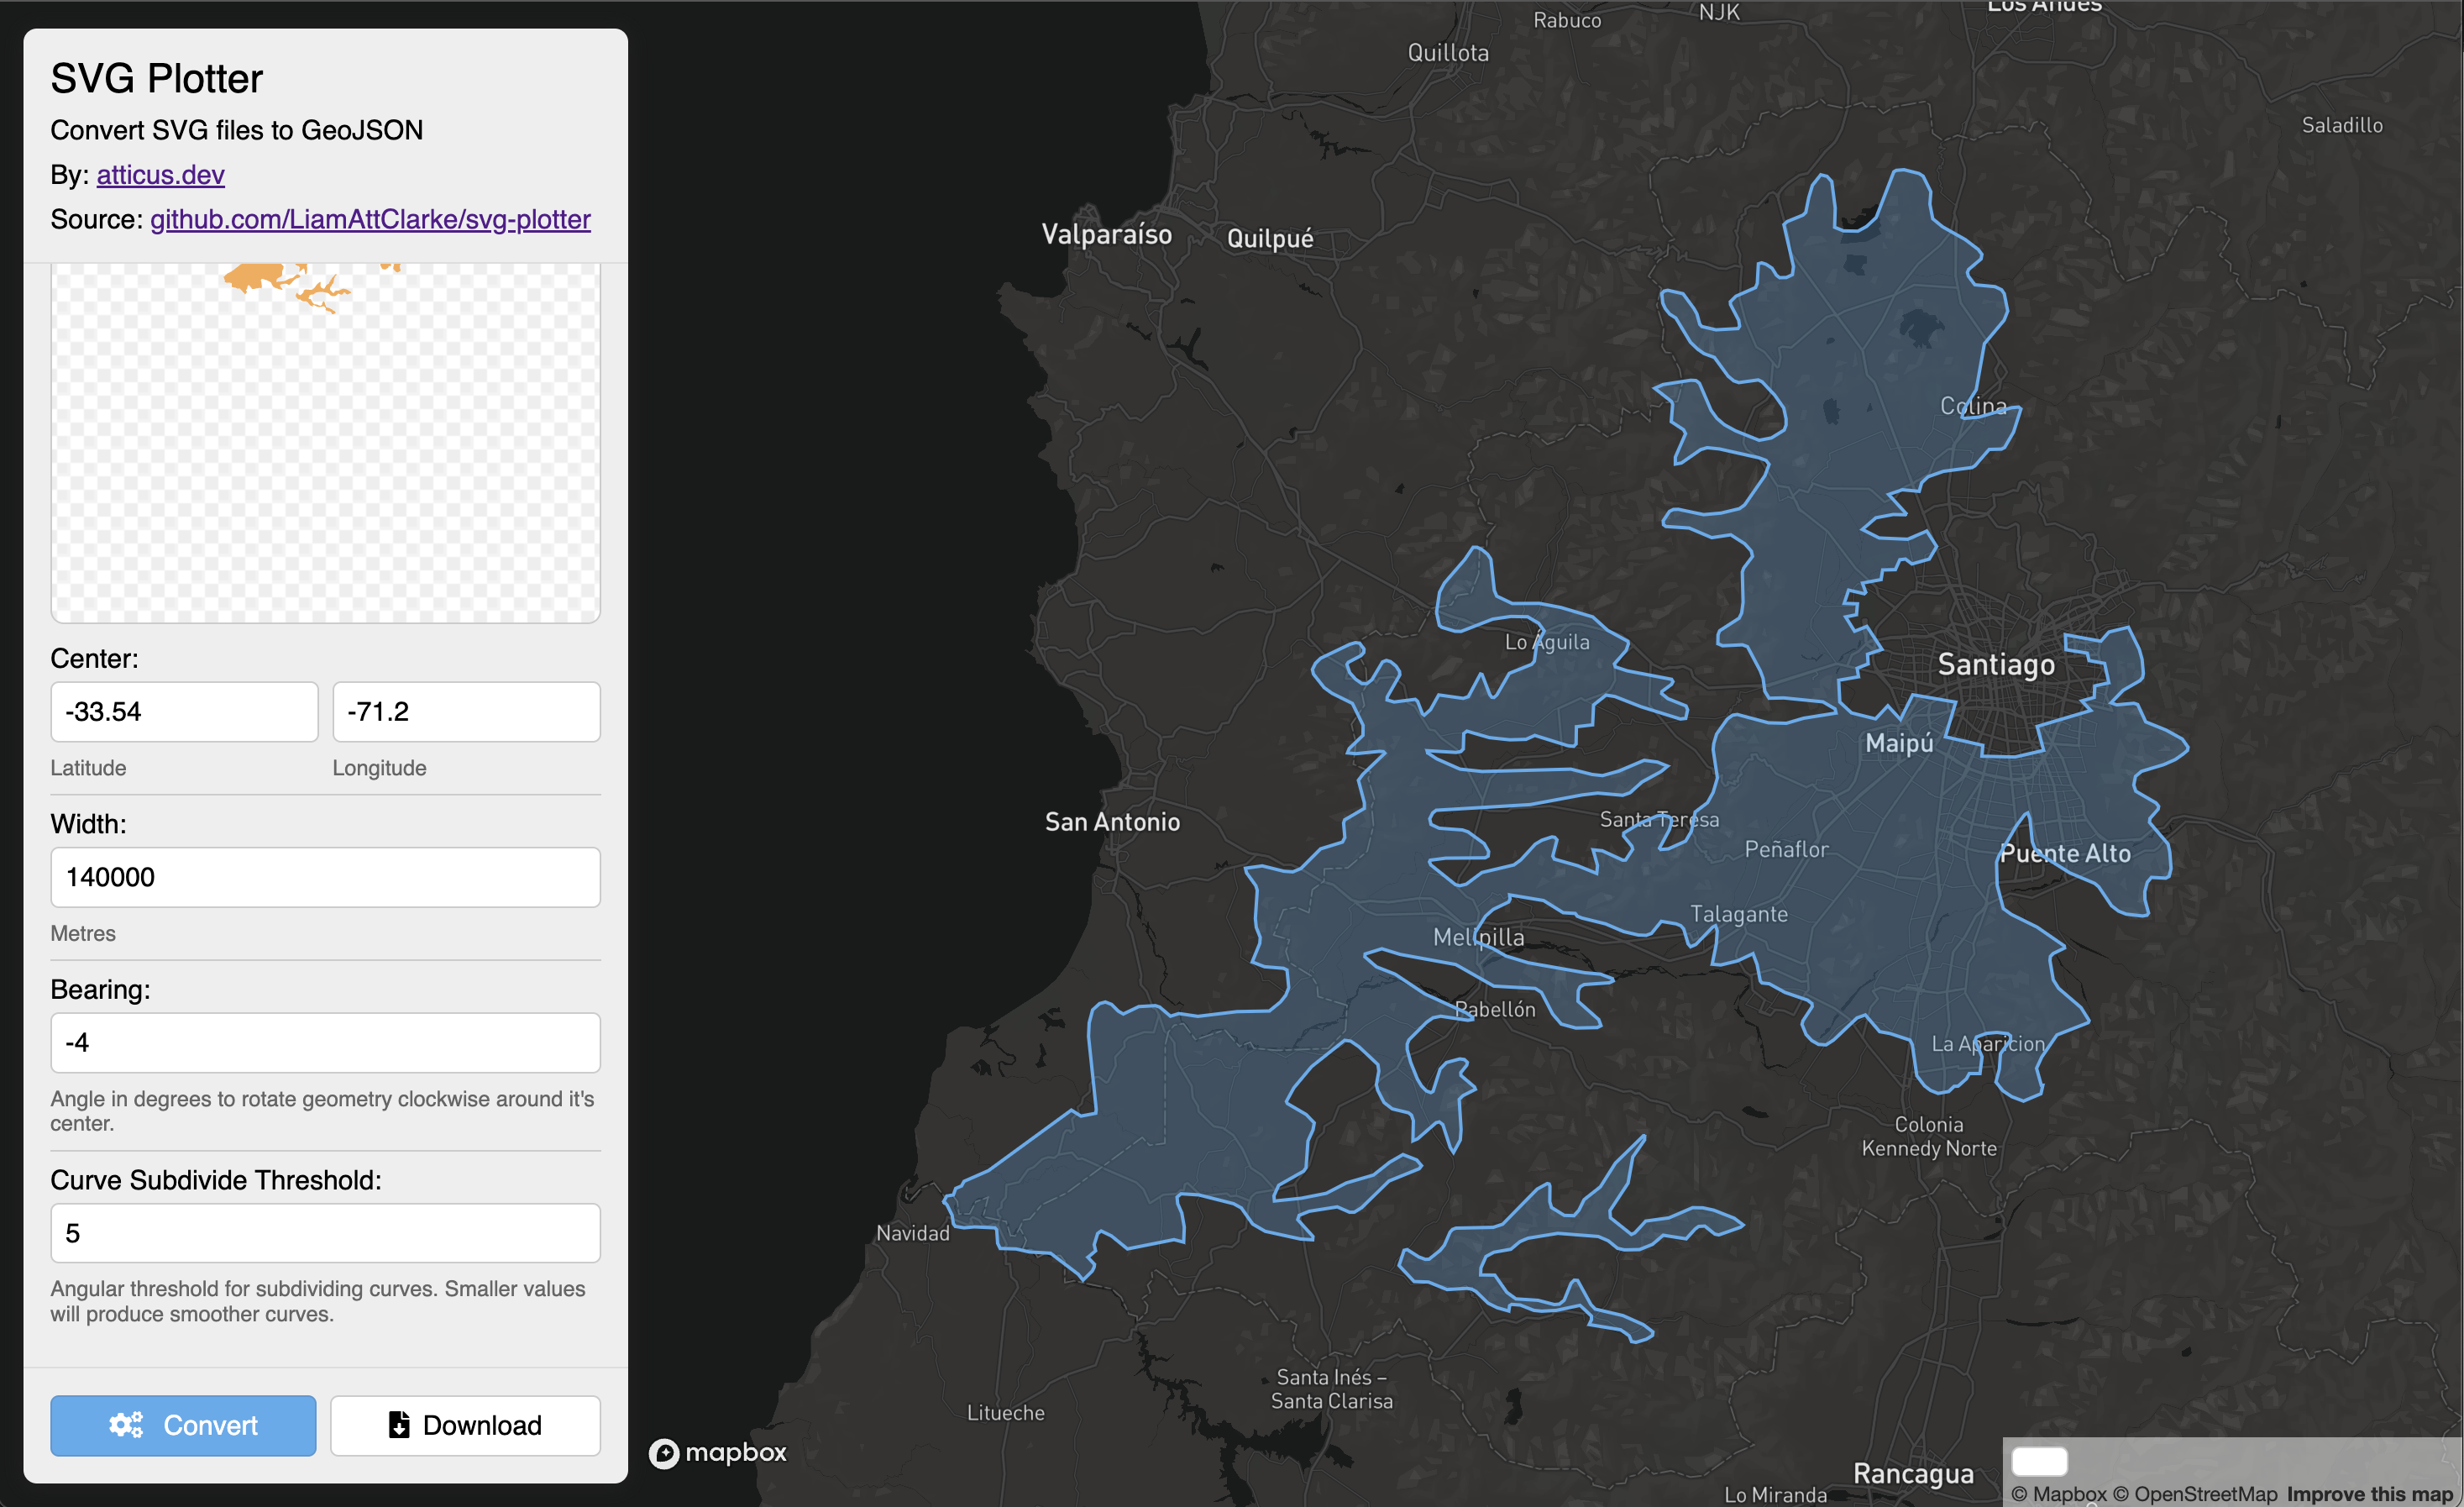 SVG Plotter
Convert SVG files to GeoJSON
By: atticus.dev
Source: github.com/LiamAttClarke/svg-plotter
Center:
-33.54
-71.2
Latitude
Longitude
Width:
140000
Metres
Bearing:
-4
Angle in degrees to rotate geometry clockwise around it's
center.
Curve Subdivide Threshold:
5
Angular threshold for subdividing curves. Smaller values
will produce smoother curves.
Convert
Download
Los Andes
Rabuco
NJK
Quillota
Saladillo
Valparaíso
Quilpué
Colina
Lo Águila
Santiago
Maipú
San Antonio
Santa Teresa
Peñaflor
Puente Alto
Talagante
Melipilla
Pabellón
La Aparicion
Colonia
Kennedy Norte
Navidad
Santa Inés –
Santa Clarisa
Litueche
mapbox
Rancagua
Lo Miranda
© Mapbox © OpenStreetMap Improve this map